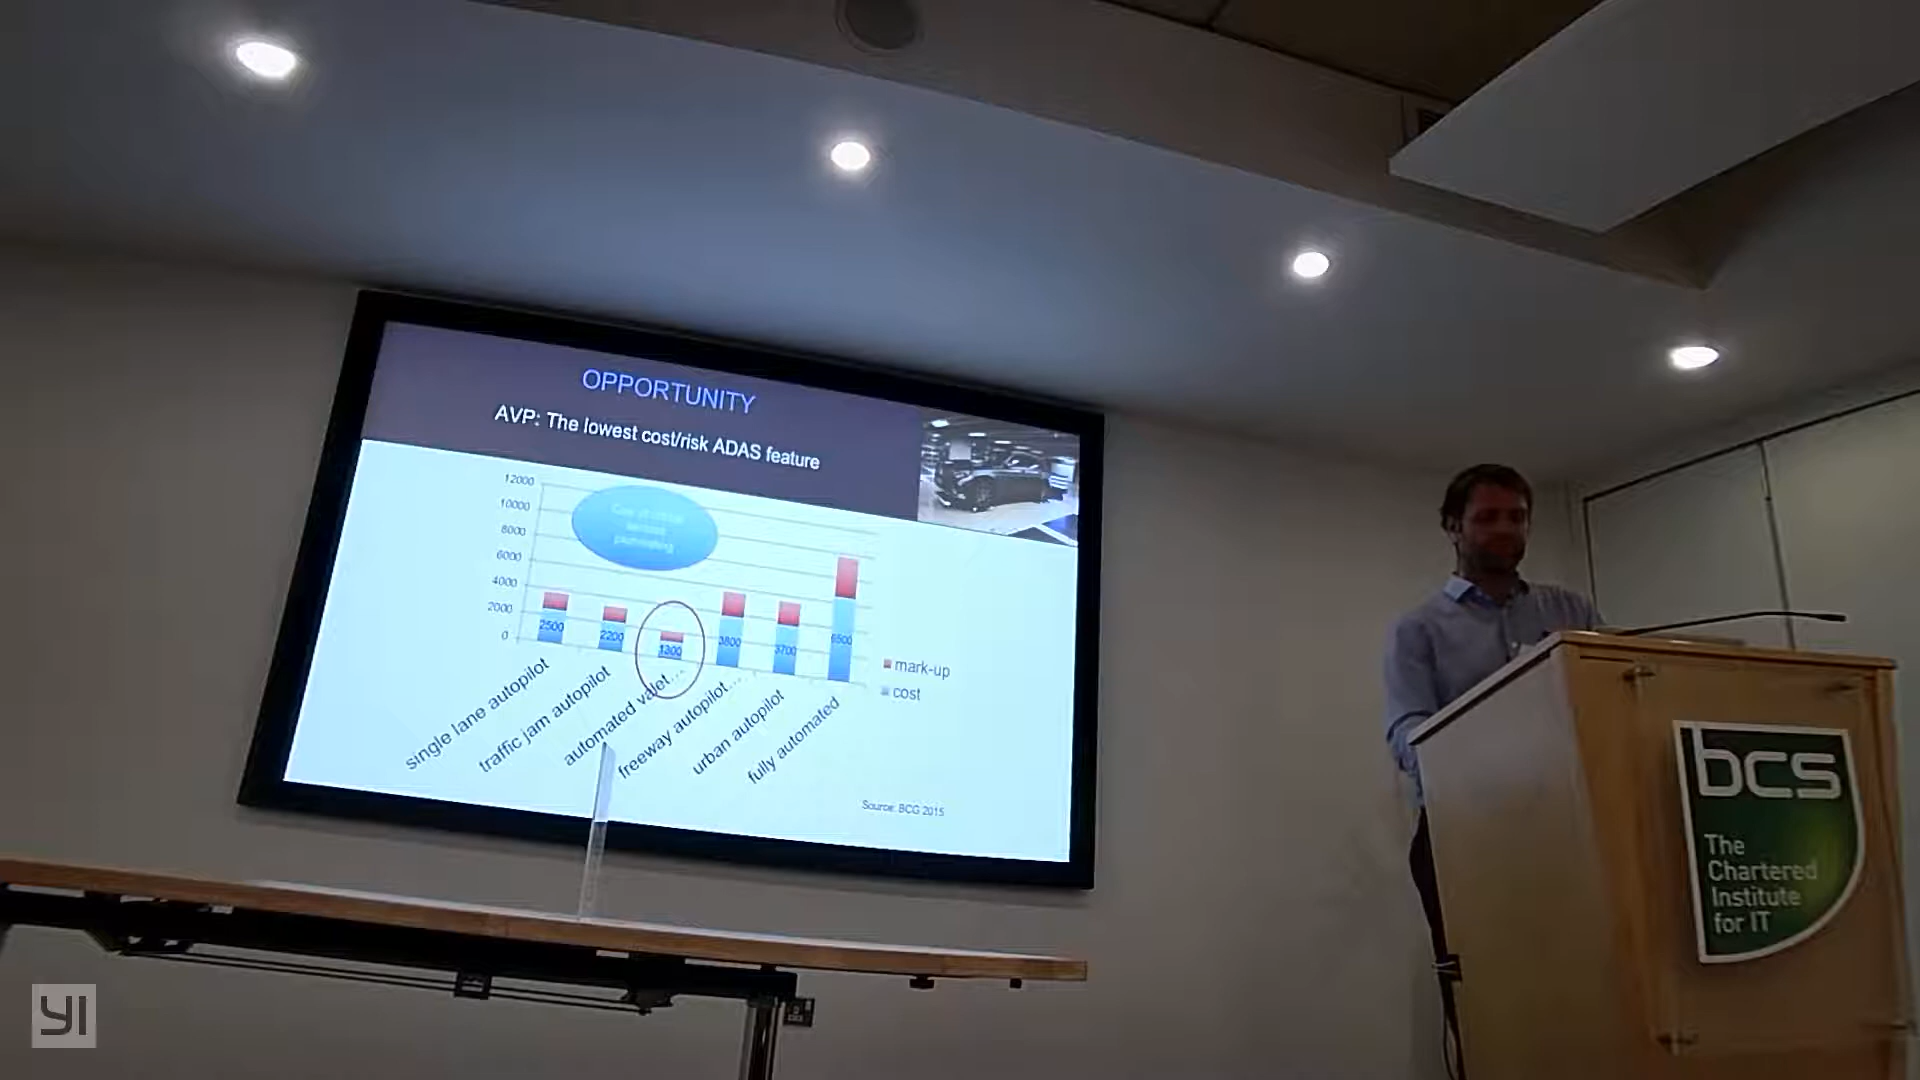 OPPORTUNITY
AVP: The lowest cost/risk ADAS feature
12000
10000
8000
6000
4000
2000
0
2500
2200
1300
3800
3700
6500
single lane autopilot
traffic jam autopilot
automated valet...
freeway autopilot...
urban autopilot
fully automated
mark-up
cost
Source: BCG 2015
bcs
The
Chartered
Institute
for IT
YI